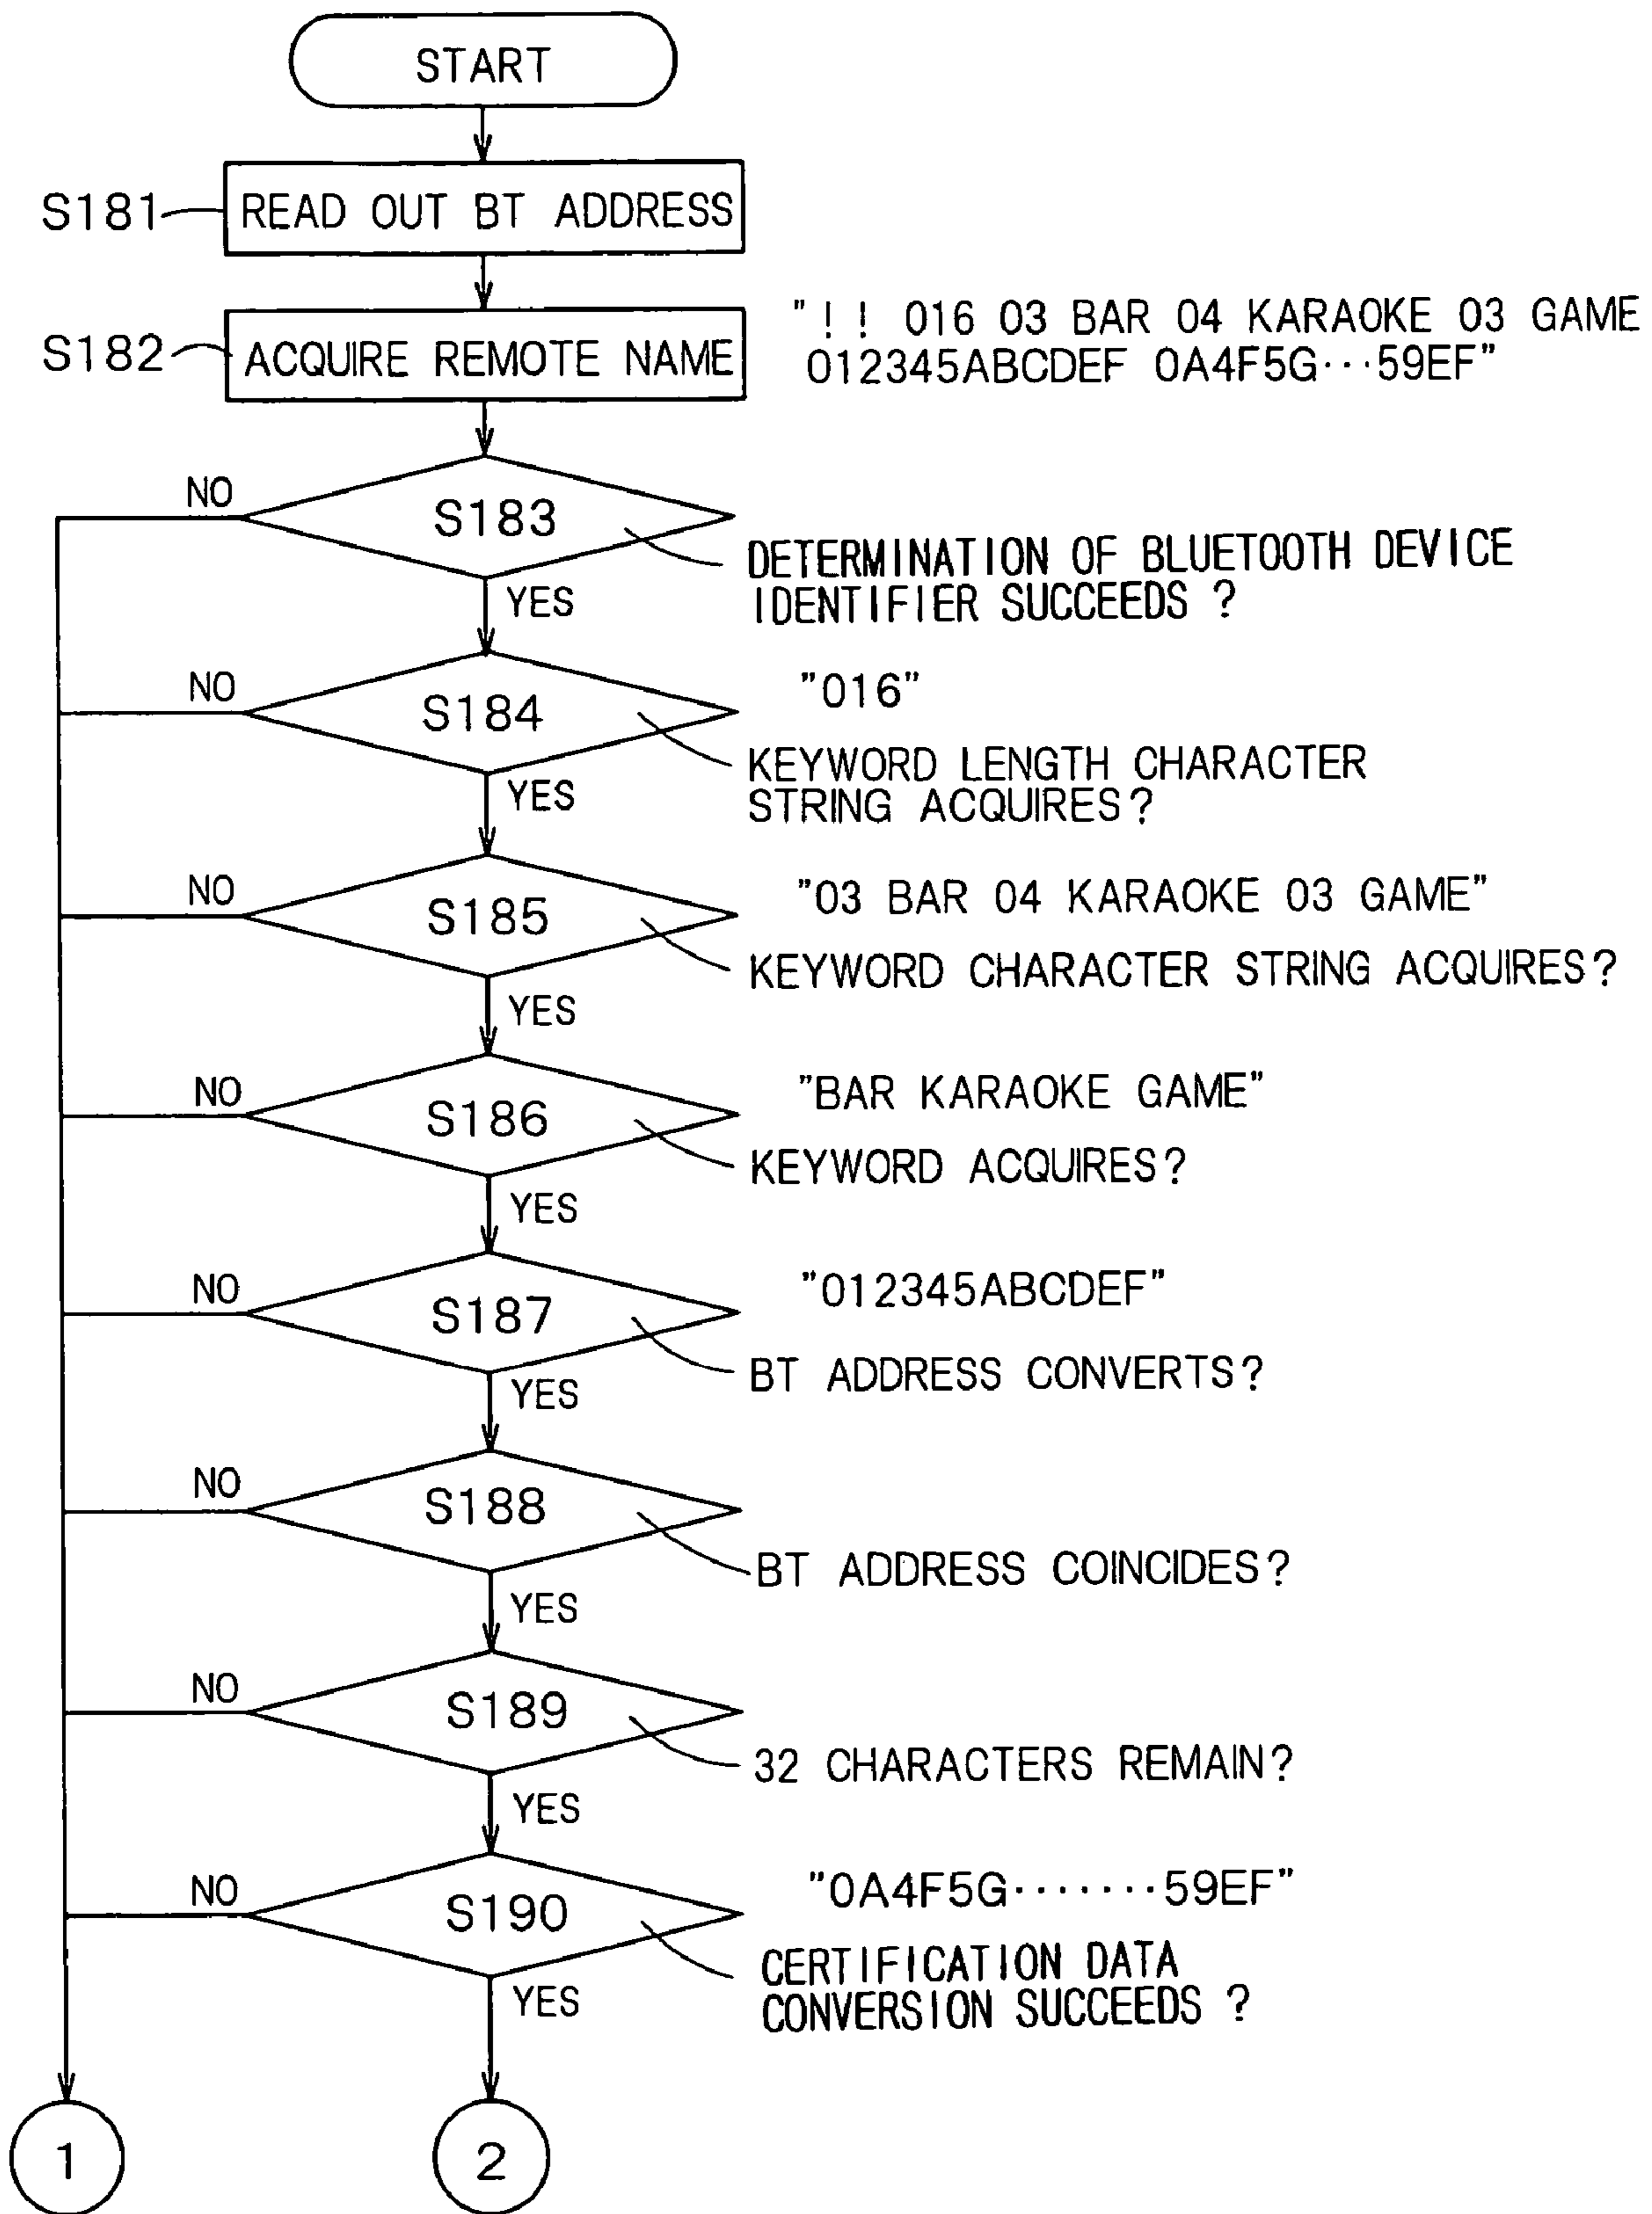 START
S181
READ OUT BT ADDRESS
S182
ACQUIRE REMOTE NAME
"!! 016 03 BAR 04 KARAOKE 03 GAME
012345ABCDEF 0A4F5G···59EF"
NO
S183
DETERMINATION OF BLUETOOTH DEVICE
IDENTIFIER SUCCEEDS ?
YES
NO
S184
"016"
KEYWORD LENGTH CHARACTER
STRING ACQUIRES?
YES
NO
S185
"03 BAR 04 KARAOKE 03 GAME"
KEYWORD CHARACTER STRING ACQUIRES?
YES
NO
S186
"BAR KARAOKE GAME"
KEYWORD ACQUIRES?
YES
NO
S187
"012345ABCDEF"
BT ADDRESS CONVERTS?
YES
NO
S188
BT ADDRESS COINCIDES?
YES
NO
S189
32 CHARACTERS REMAIN?
YES
NO
S190
"0A4F5G·······59EF"
CERTIFICATION DATA
CONVERSION SUCCEEDS ?
YES
1
2